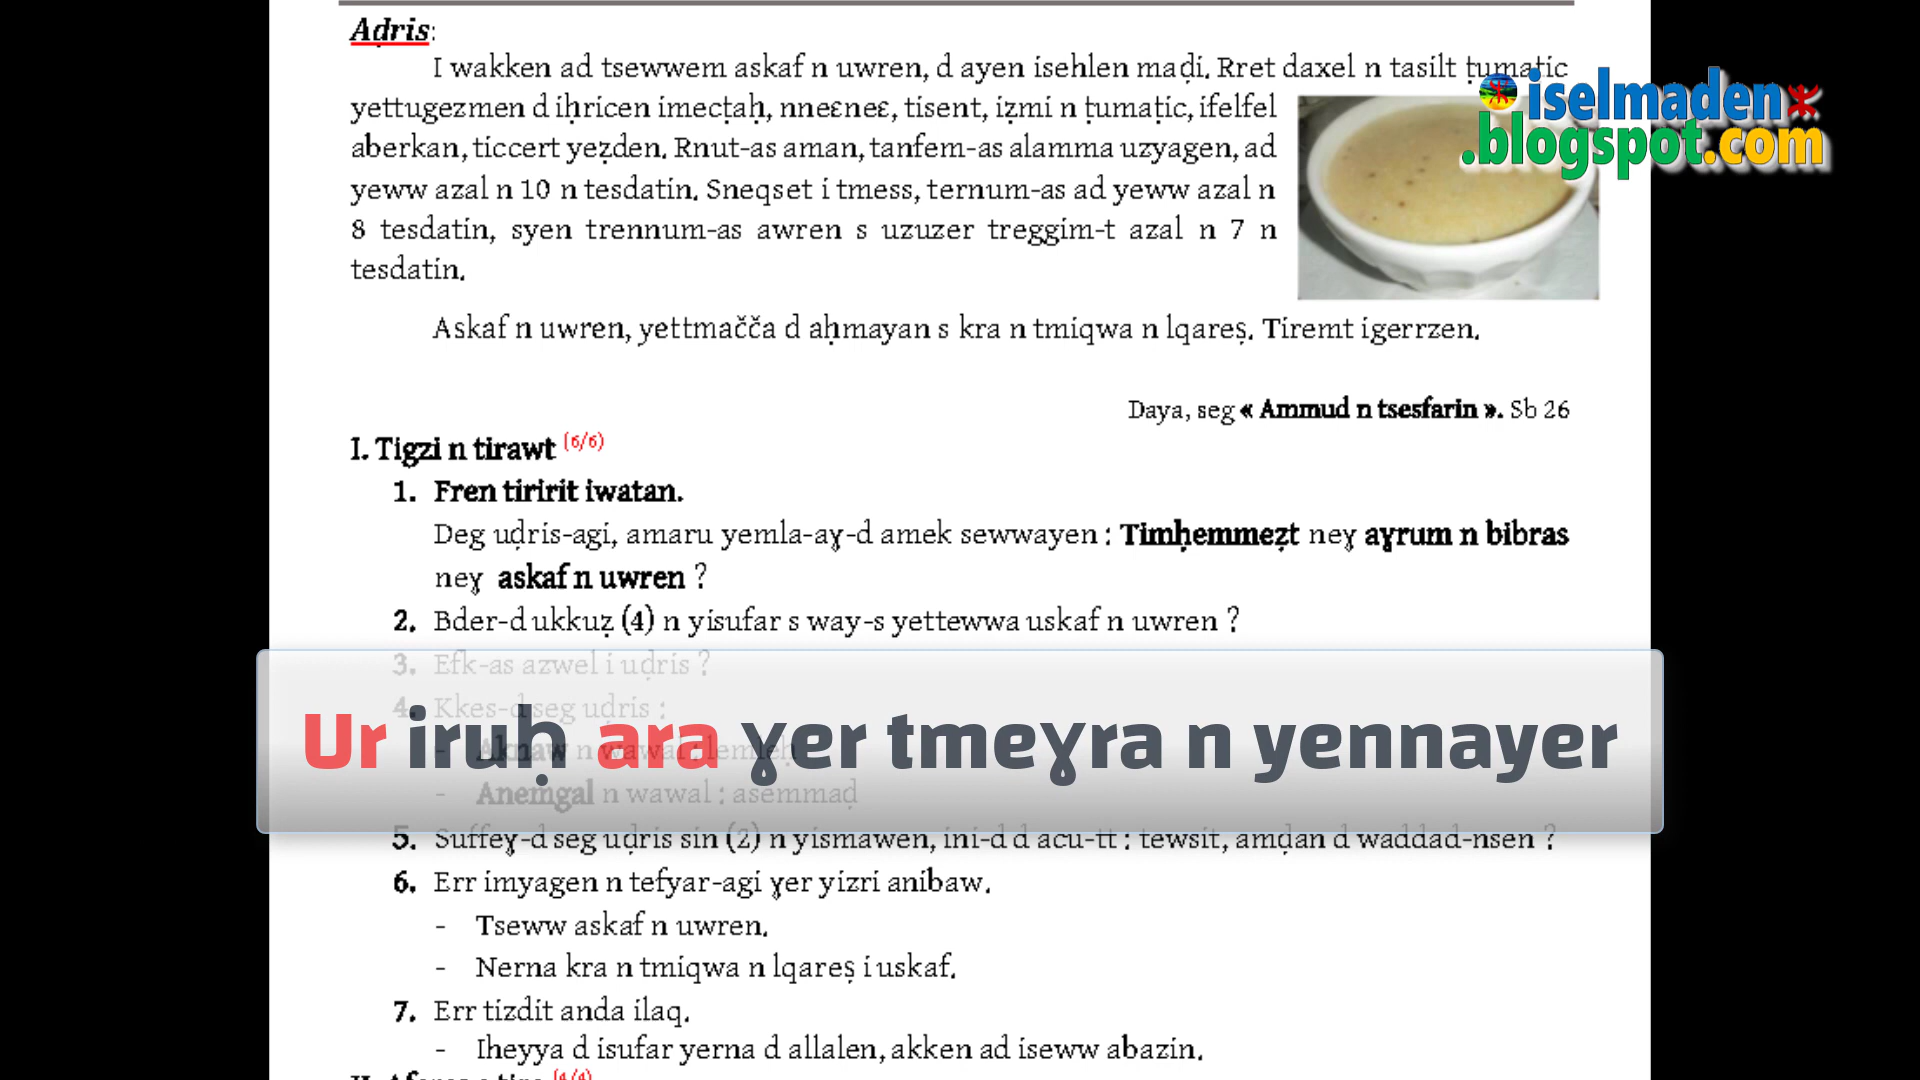 Aḍris:
I wakken ad tsewwem askaf n uwren, d ayen isehlen maḍi. Rret daxel n tasilt ṭumaṭic
yettugezmen d iḥricen imecṭaḥ, nneɛneɛ, tisent, iẓmi n ṭumaṭic, ifelfel
aberkan, ticcert yeẓden. Rnut-as aman, tanfem-as alamma uzyagen, ad
yeww azal n 10 n tesdatin. Sneqset i tmess, ternum-as ad yeww azal n
8 tesdatin, syen trennum-as awren s uzuzer treggim-t azal n 7 n
tesdatin.
iselmaden
.blogspot.com
Askaf n uwren, yettmačča d aḥmayan s kra n tmiqwa n lqareṣ. Tiremt igerrzen.
Daya, seg « Ammud n tsesfarin ». Sb 26
I. Tigzi n tirawt (6/6)
1. Fren tiririt iwatan.
Deg uḍris-agi, amaru yemla-aɣ-d amek sewwayen : Timḥemmeẓt neɣ aɣrum n bibras
neɣ askaf n uwren ?
2. Bder-d ukkuẓ (4) n yisufar s way-s yettewwa uskaf n uwren ?
3. Efk-as azwel i uḍris ?
4. Kkes-d seg uḍris :
- Aknaw n wawal : lemleḥ
Ur iruḥ ara ɣer tmeɣra n yennayer
- Anemgal n wawal : asemmaḍ
5. Suffeɣ-d seg uḍris sin (2) n yismawen, ini-d d acu-tt : tewsit, amḍan d waddad-nsen ?
6. Err imyagen n tefyar-agi ɣer yizri anibaw.
- Tseww askaf n uwren.
- Nerna kra n tmiqwa n lqareṣ i uskaf.
7. Err tizdit anda ilaq.
- Iheyya d isufar yerna d allalen, akken ad iseww abazin.